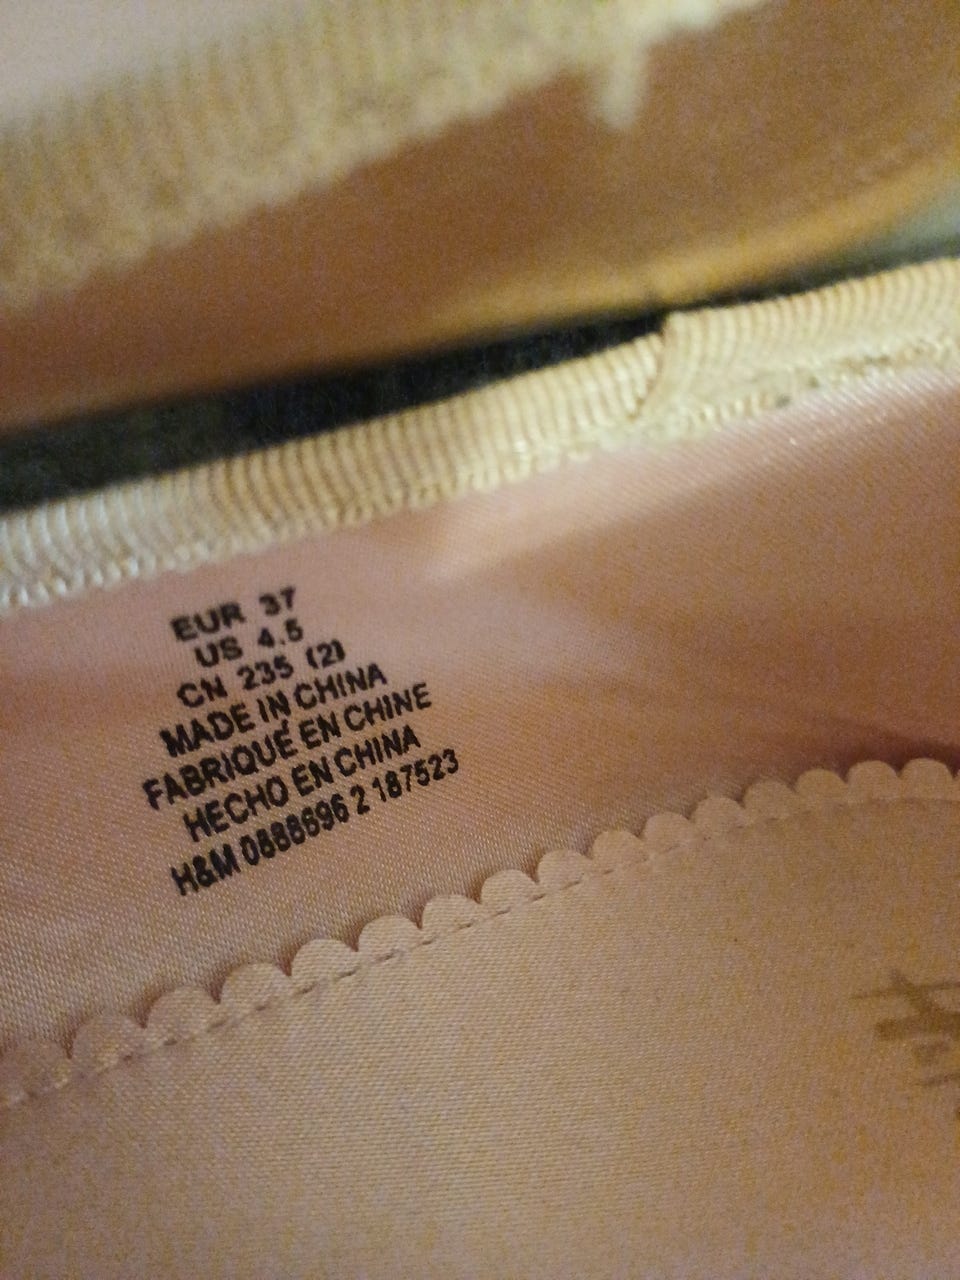 EUR 37
US 4.5
CN 235 (2)
MADE IN CHINA
FABRIQUÉ EN CHINE
HECHO EN CHINA
H&M 0888696 2 187523